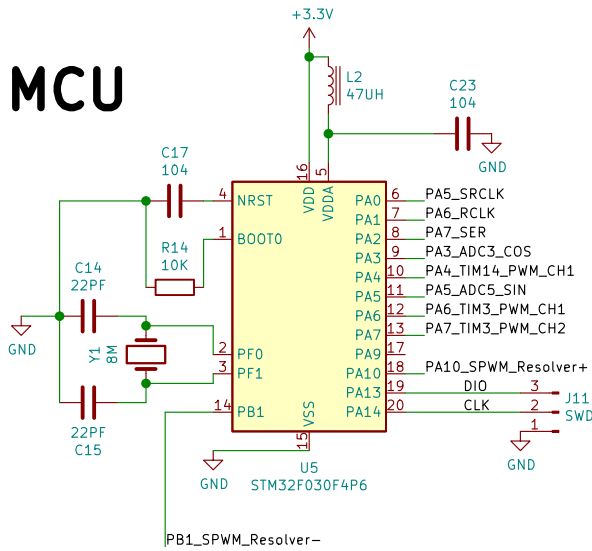 +3.3V
MCU
L2
47UH
C23
104
GND
C17
104
16
5
VDD
VDDA
4
NRST
1
BOOT0
R14
10K
C14
22PF
GND
Y1
8M
2
PF0
3
PF1
14
PB1
22PF
C15
PA0
6
PA5_SRCLK
PA1
7
PA6_RCLK
PA2
8
PA7_SER
PA3
9
PA3_ADC3_COS
PA4
10
PA4_TIM14_PWM_CH1
PA5
11
PA5_ADC5_SIN
PA6
12
PA6_TIM3_PWM_CH1
PA7
13
PA7_TIM3_PWM_CH2
PA9
17
PA10
18
PA10_SPWM_Resolver+
PA13
19
DIO
3
PA14
20
CLK
2
1
J11
SWD
GND
VSS
15
GND
U5
STM32F030F4P6
PB1_SPWM_Resolver-